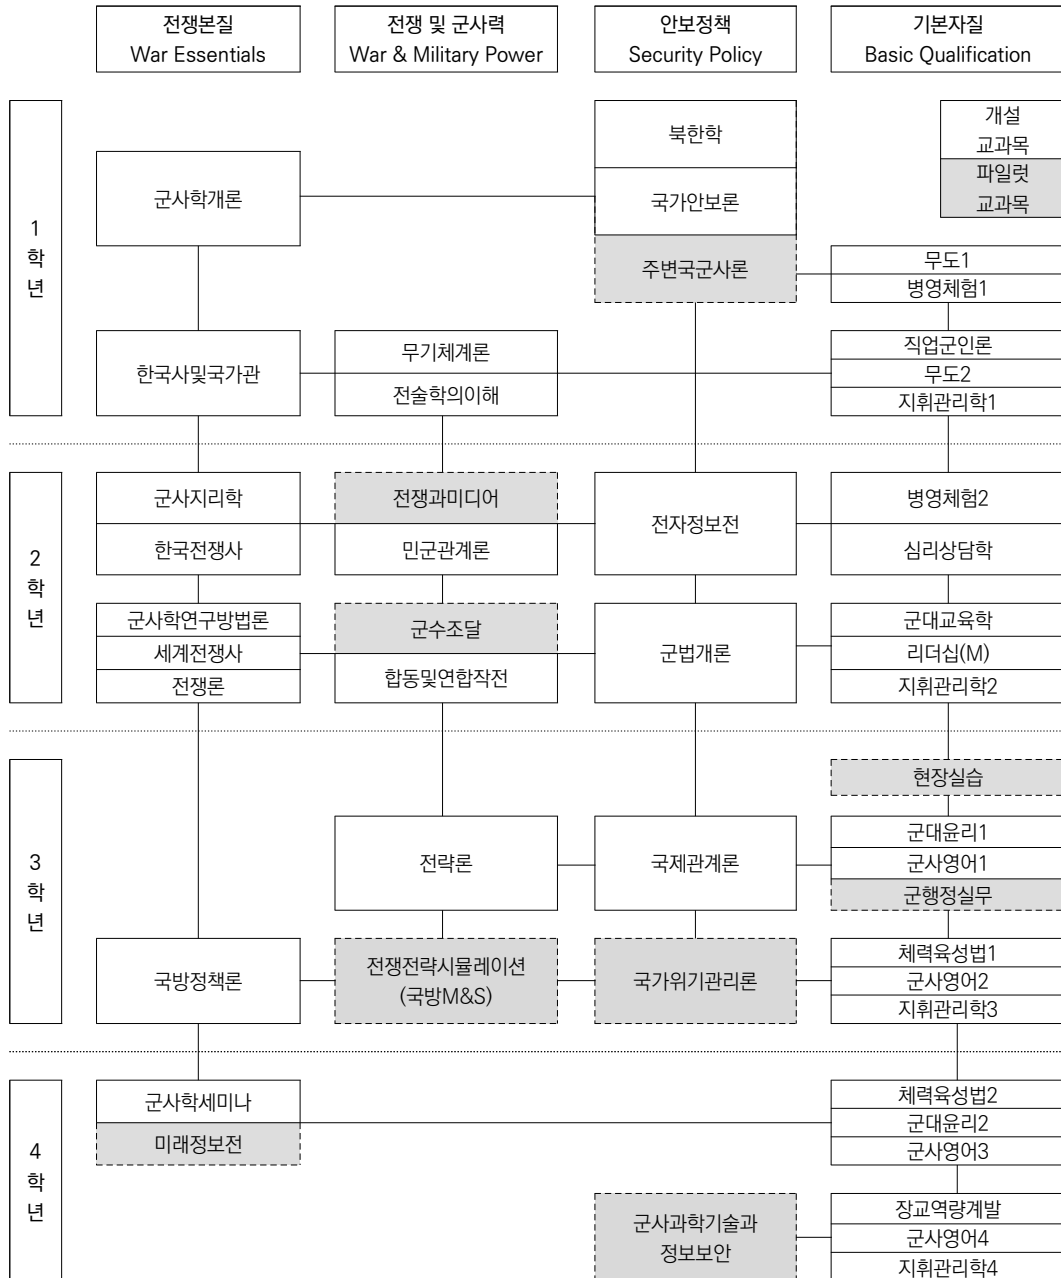 전쟁본질
War Essentials
전쟁 및 군사력
War & Military Power
안보정책
Security Policy
기본자질
Basic Qualification
개설
교과목
파일럿
교과목
1
학
년
군사학개론
북한학
국가안보론
주변국군사론
무도1
병영체험1
한국사및국가관
무기체계론
전술학의이해
직업군인론
무도2
지휘관리학1
2
학
년
군사지리학
한국전쟁사
전쟁과미디어
민군관계론
전자정보전
병영체험2
심리상담학
군사학연구방법론
세계전쟁사
전쟁론
군수조달
합동및연합작전
군법개론
군대교육학
리더십(M)
지휘관리학2
3
학
년
현장실습
전략론
국제관계론
군대윤리1
군사영어1
군행정실무
국방정책론
전쟁전략시뮬레이션
(국방M&S)
국가위기관리론
체력육성법1
군사영어2
지휘관리학3
4
학
년
군사학세미나
미래정보전
체력육성법2
군대윤리2
군사영어3
군사과학기술과
정보보안
장교역량계발
군사영어4
지휘관리학4